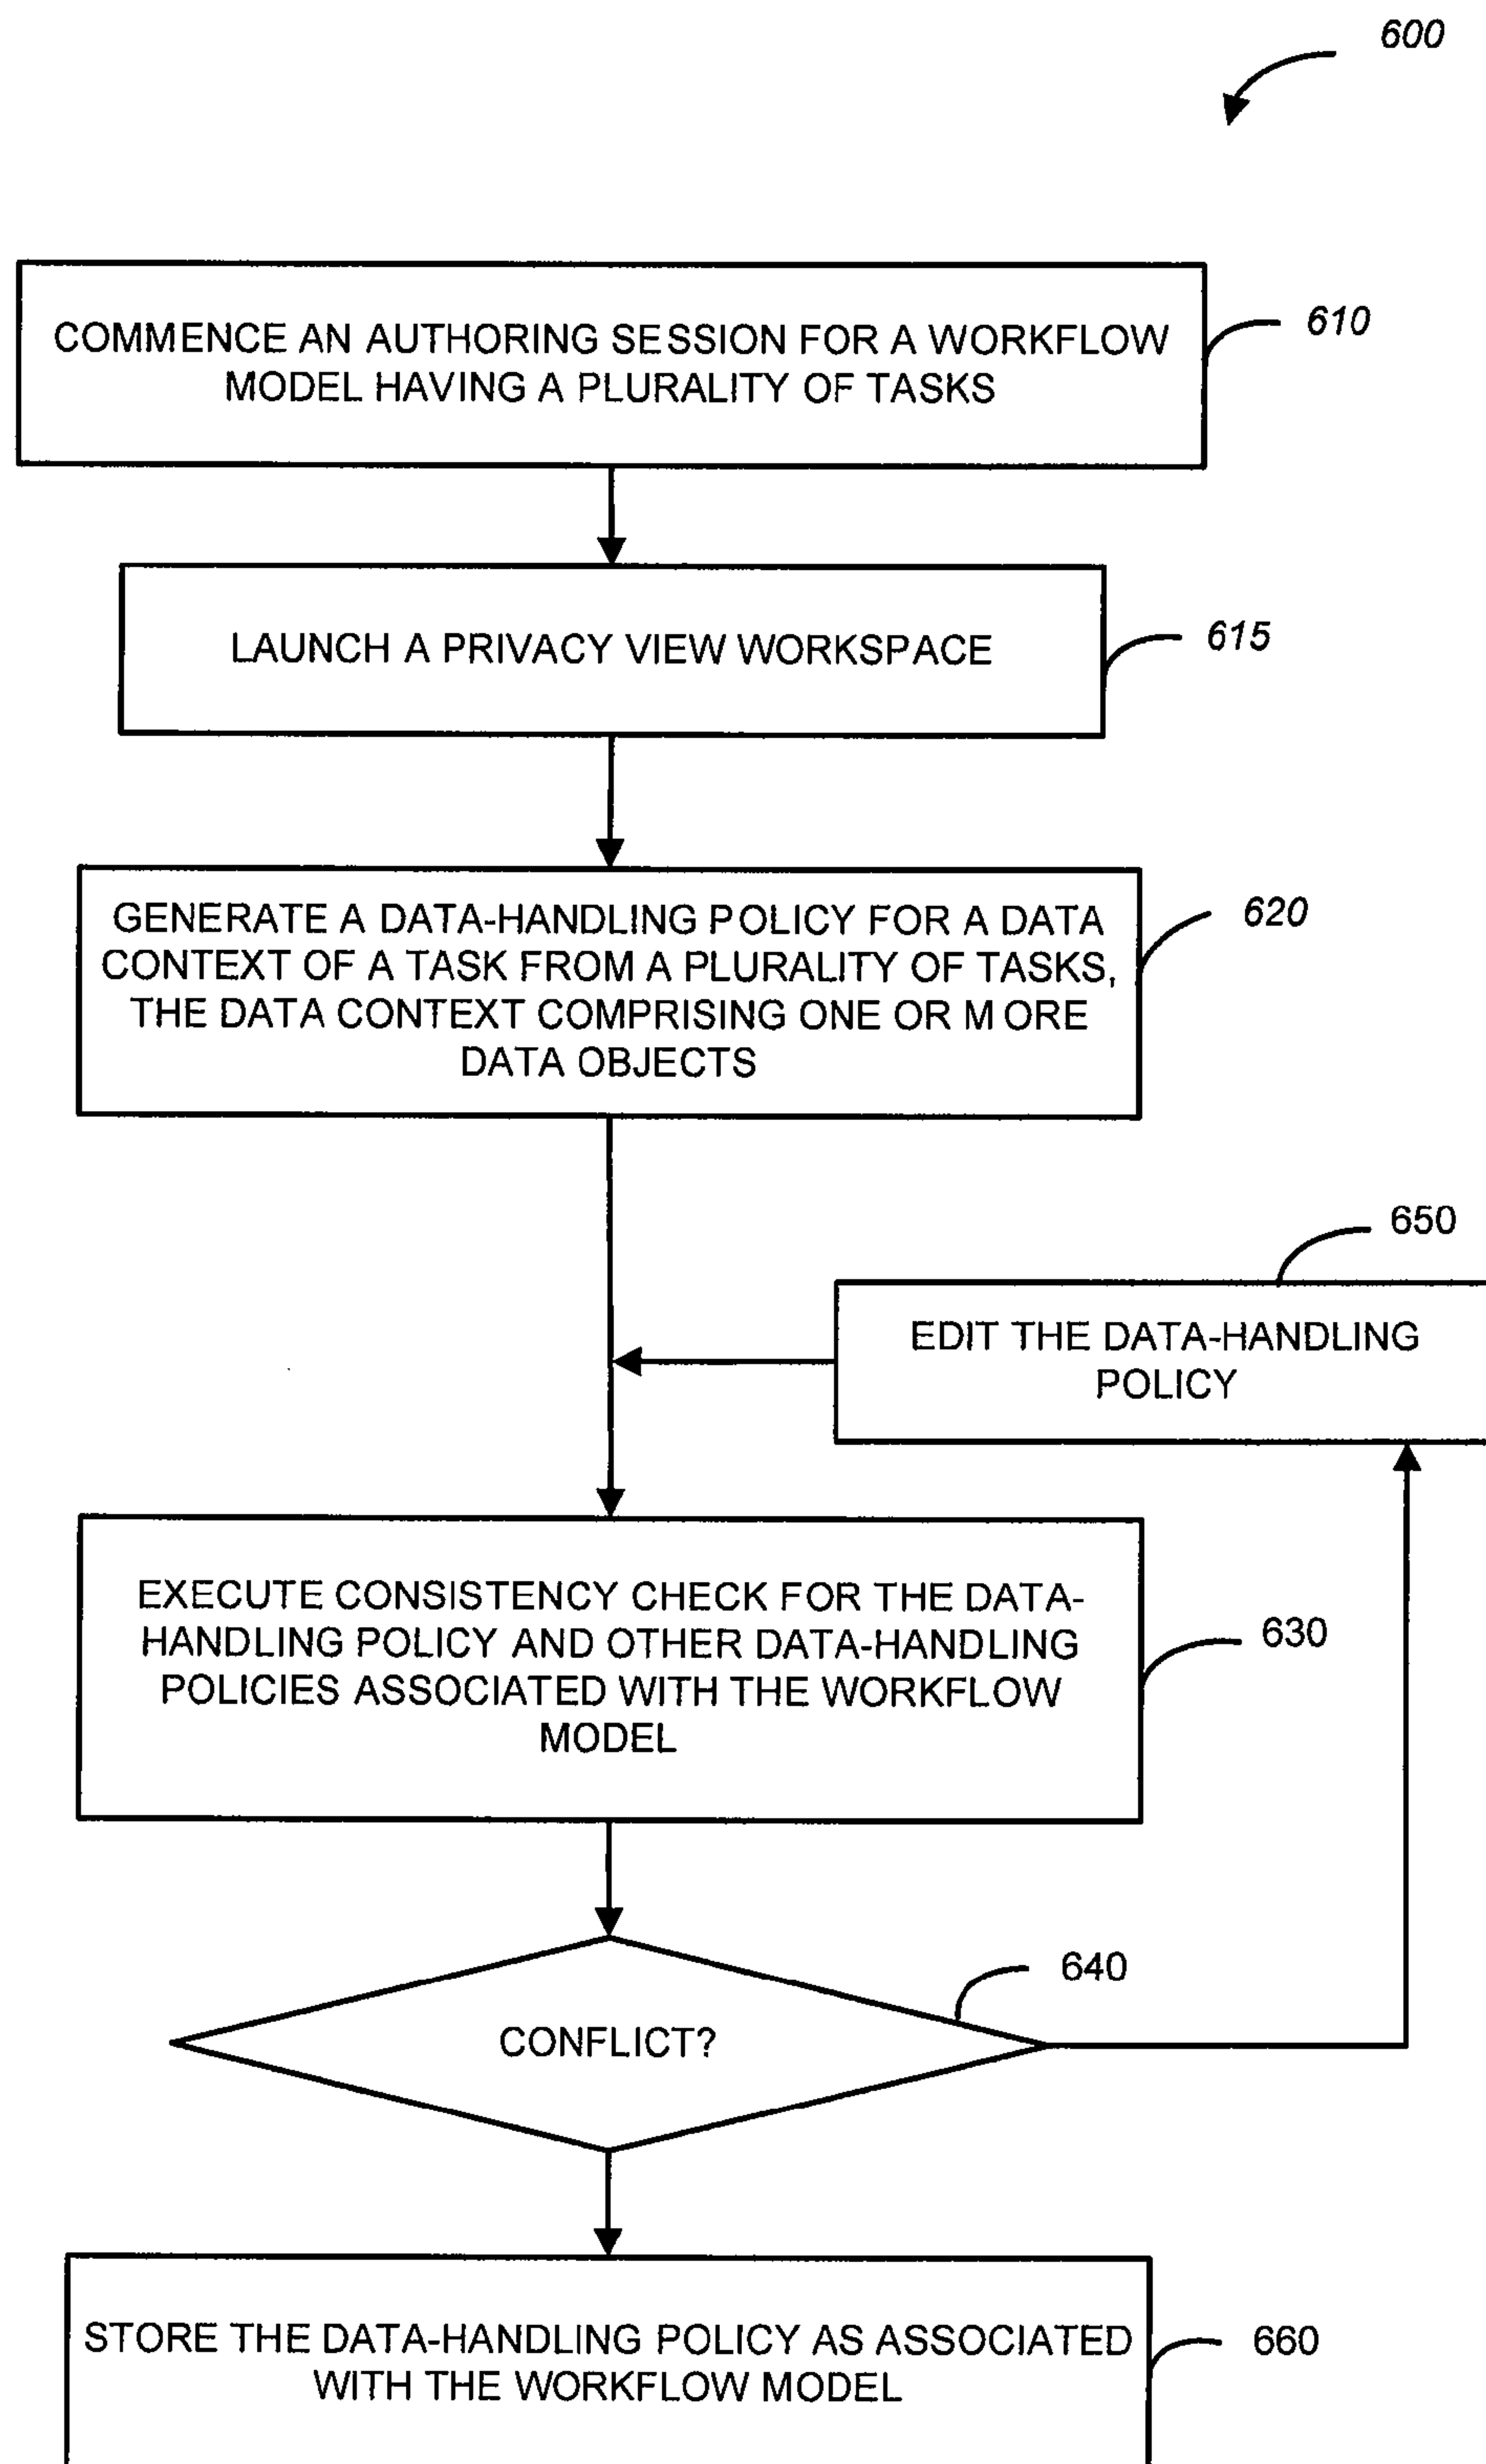 600
COMMENCE AN AUTHORING SESSION FOR A WORKFLOW
MODEL HAVING A PLURALITY OF TASKS
610
LAUNCH A PRIVACY VIEW WORKSPACE
615
GENERATE A DATA-HANDLING POLICY FOR A DATA
CONTEXT OF A TASK FROM A PLURALITY OF TASKS,
THE DATA CONTEXT COMPRISING ONE OR MORE
DATA OBJECTS
620
650
EDIT THE DATA-HANDLING
POLICY
EXECUTE CONSISTENCY CHECK FOR THE DATA-
HANDLING POLICY AND OTHER DATA-HANDLING
POLICIES ASSOCIATED WITH THE WORKFLOW
MODEL
630
640
CONFLICT?
STORE THE DATA-HANDLING POLICY AS ASSOCIATED
WITH THE WORKFLOW MODEL
660